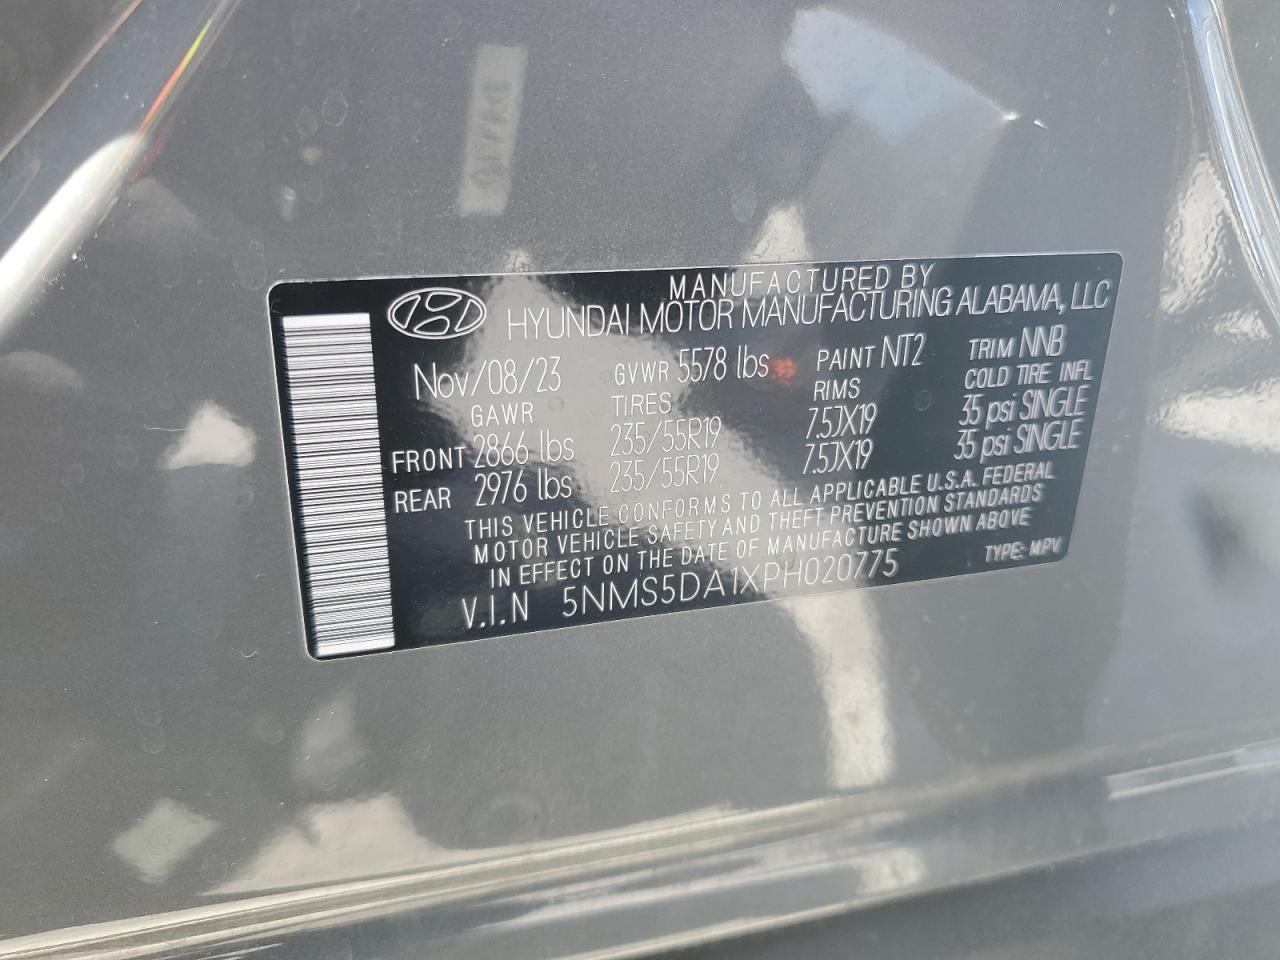 MANUFACTURED BY
HYUNDAI MOTOR MANUFACTURING ALABAMA, LLC
Nov/08/23 GVWR 5578 lbs PAINT NT2 TRIM NNB
GAWR TIRES RIMS COLD TIRE INFL
FRONT 2866 lbs 235/55R19 7.5JX19 35 psi SINGLE
REAR 2976 lbs 235/55R19 7.5JX19 35 psi SINGLE
THIS VEHICLE CONFORMS TO ALL APPLICABLE U.S.A. FEDERAL
MOTOR VEHICLE SAFETY AND THEFT PREVENTION STANDARDS
IN EFFECT ON THE DATE OF MANUFACTURE SHOWN ABOVE
V.I.N 5NMS5DA1XPH020775 TYPE: MPV